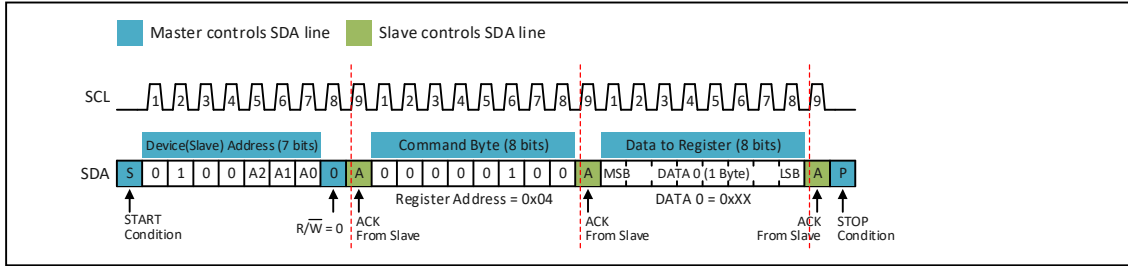 Master controls SDA line Slave controls SDA line
SCL 1 2 3 4 5 6 7 8 9 1 2 3 4 5 6 7 8 9 1 2 3 4 5 6 7 8 9
Device(Slave) Address (7 bits) Command Byte (8 bits) Data to Register (8 bits)
SDA S 0 1 0 0 A2 A1 A0 0 A 0 0 0 0 0 1 0 0 A MSB DATA 0 (1 Byte) LSB A P
Register Address = 0x04 DATA 0 = 0xXX
START Condition
R/W̅ = 0
ACK From Slave
ACK From Slave
ACK From Slave
STOP Condition